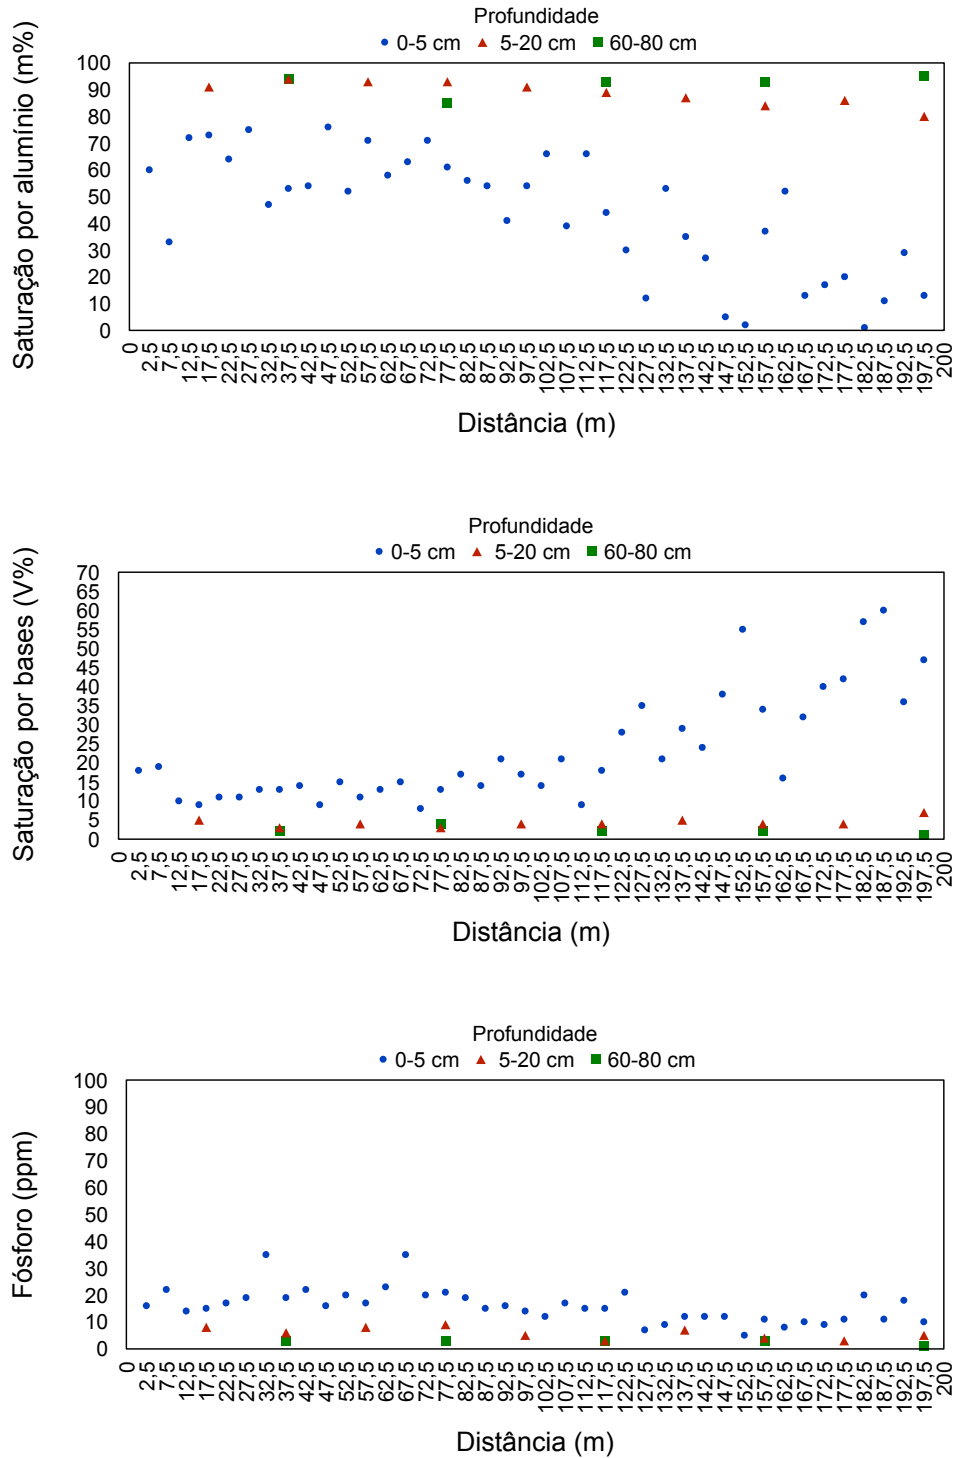 Profundidade
0-5 cm 5-20 cm 60-80 cm
Saturação por alumínio (m%)
100
90
80
70
60
50
40
30
20
10
0
0 2,5 7,5 12,5 17,5 22,5 27,5 32,5 37,5 42,5 47,5 52,5 57,5 62,5 67,5 72,5 77,5 82,5 87,5 92,5 97,5 102,5 107,5 112,5 117,5 122,5 127,5 132,5 137,5 142,5 147,5 152,5 157,5 162,5 167,5 172,5 177,5 182,5 187,5 192,5 197,5 200
Distância (m)
Profundidade
0-5 cm 5-20 cm 60-80 cm
Saturação por bases (V%)
70
65
60
55
50
45
40
35
30
25
20
15
10
5
0
0 2,5 7,5 12,5 17,5 22,5 27,5 32,5 37,5 42,5 47,5 52,5 57,5 62,5 67,5 72,5 77,5 82,5 87,5 92,5 97,5 102,5 107,5 112,5 117,5 122,5 127,5 132,5 137,5 142,5 147,5 152,5 157,5 162,5 167,5 172,5 177,5 182,5 187,5 192,5 197,5 200
Distância (m)
Profundidade
0-5 cm 5-20 cm 60-80 cm
Fósforo (ppm)
100
90
80
70
60
50
40
30
20
10
0
0 2,5 7,5 12,5 17,5 22,5 27,5 32,5 37,5 42,5 47,5 52,5 57,5 62,5 67,5 72,5 77,5 82,5 87,5 92,5 97,5 102,5 107,5 112,5 117,5 122,5 127,5 132,5 137,5 142,5 147,5 152,5 157,5 162,5 167,5 172,5 177,5 182,5 187,5 192,5 197,5 200
Distância (m)